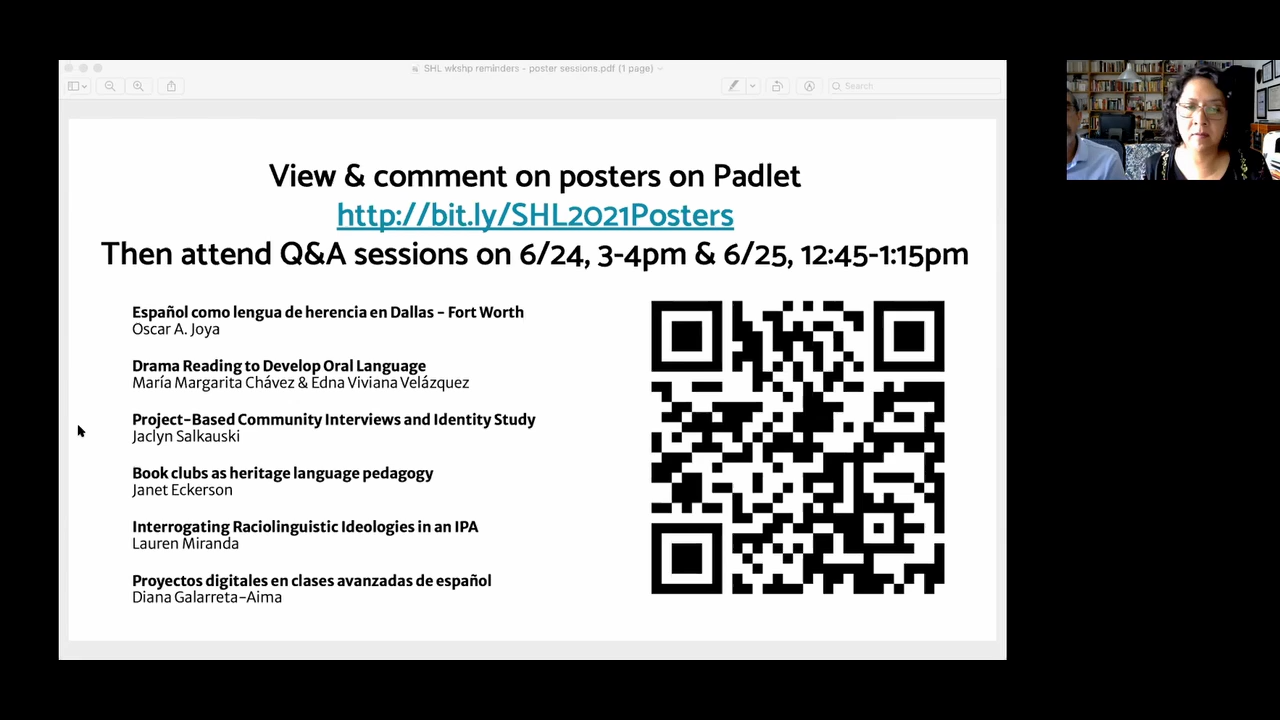 SHL wkshp reminders - poster sessions.pdf (1 page)
Search
View & comment on posters on Padlet
http://bit.ly/SHL2021Posters
Then attend Q&A sessions on 6/24, 3-4pm & 6/25, 12:45-1:15pm
Español como lengua de herencia en Dallas - Fort Worth
Oscar A. Joya
Drama Reading to Develop Oral Language
María Margarita Chávez & Edna Viviana Velázquez
Project-Based Community Interviews and Identity Study
Jaclyn Salkauski
Book clubs as heritage language pedagogy
Janet Eckerson
Interrogating Raciolinguistic Ideologies in an IPA
Lauren Miranda
Proyectos digitales en clases avanzadas de español
Diana Galarreta-Aima